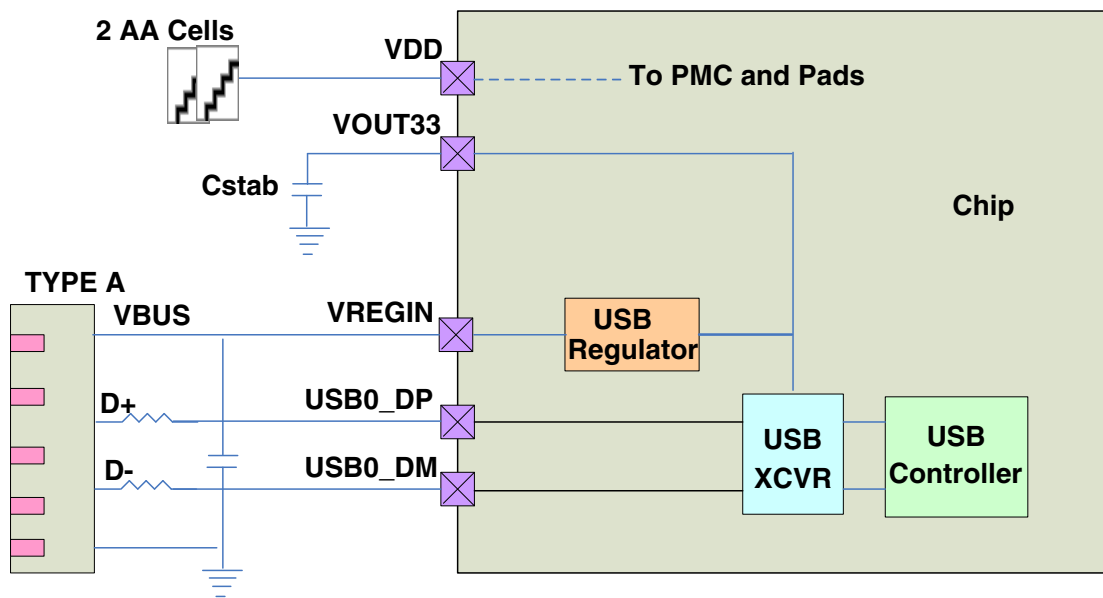 2 AA Cells
VDD
To PMC and Pads
VOUT33
Cstab
Chip
TYPE A
VBUS
VREGIN
USB
Regulator
D+
USB0_DP
D-
USB0_DM
USB
XCVR
USB
Controller